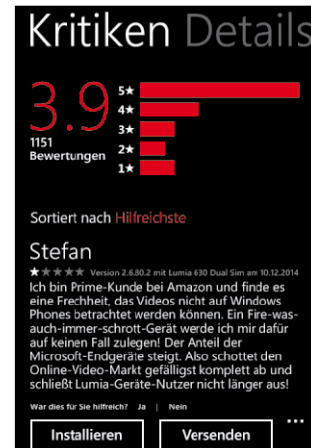 Kritiken Details
3.9
1151
Bewertungen
5★
4★
3★
2★
1★
Sortiert nach Hilfreichste
Stefan
★★★★★ Version 2.6.80.2 mit Lumia 630 Dual Sim am 10.12.2014
Ich bin Prime-Kunde bei Amazon und finde es
eine Frechheit, das Videos nicht auf Windows
Phones betrachtet werden können. Ein Fire-was-
auch-immer-schrott-Gerät werde ich mir dafür
auf keinen Fall zulegen! Der Anteil der
Microsoft-Endgeräte steigt. Also schottet den
Online-Video-Markt gefälligst komplett ab und
schließt Lumia-Geräte-Nutzer nicht länger aus!
War dies für Sie hilfreich? Ja | Nein
Installieren Versenden ...